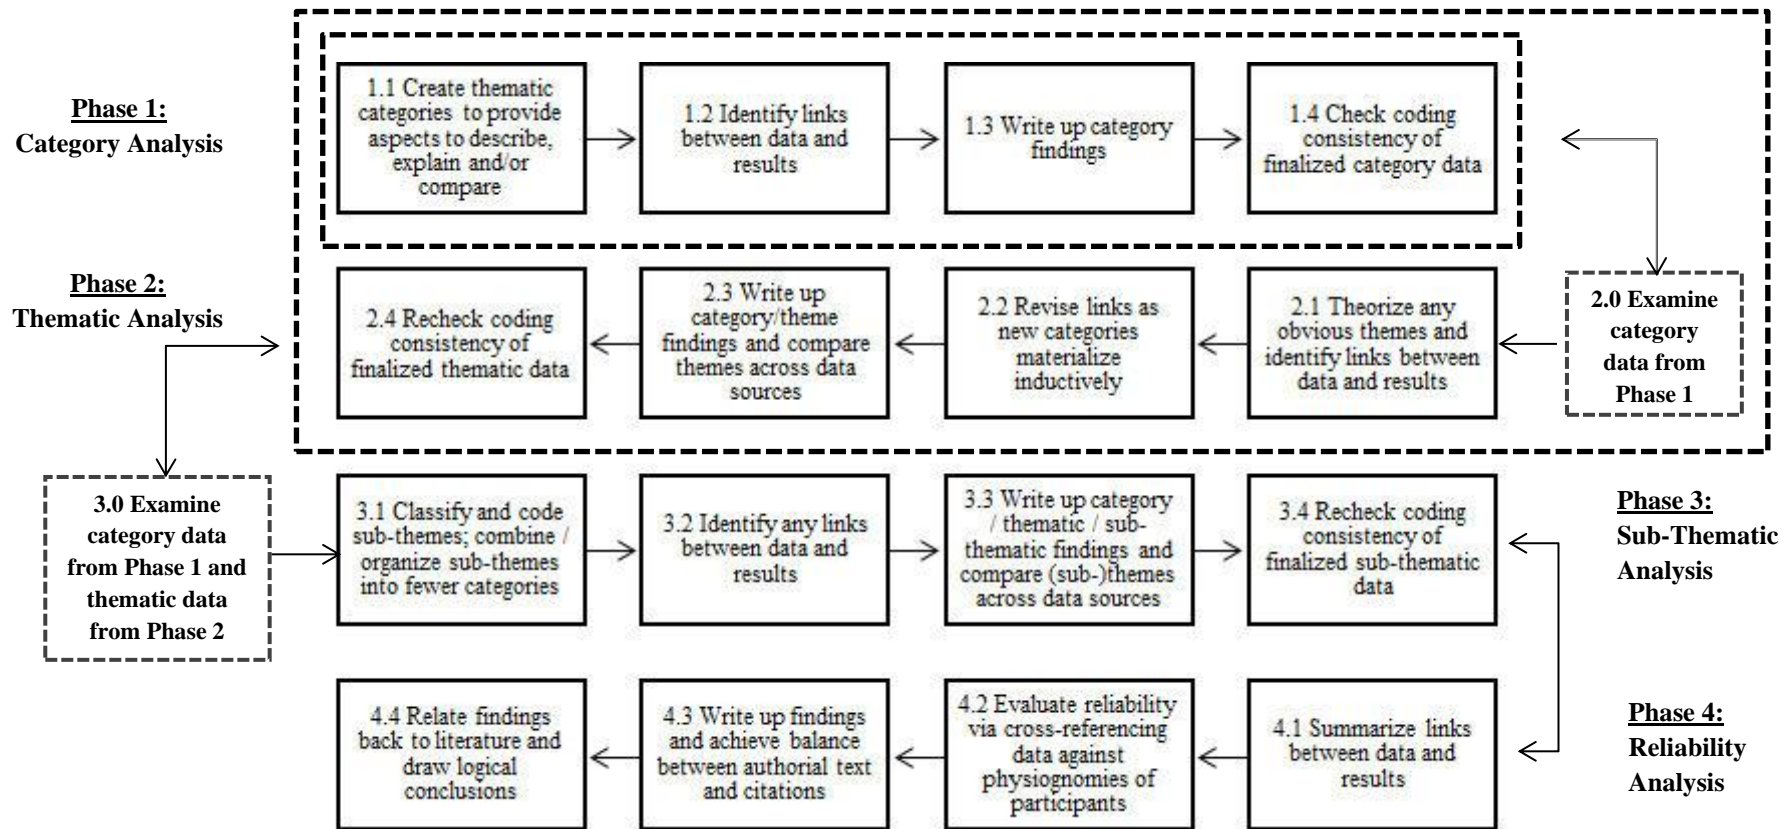 Phase 1:
Category Analysis
1.1 Create thematic
categories to provide
aspects to describe,
explain and/or
compare
1.2 Identify links
between data and
results
1.3 Write up category
findings
1.4 Check coding
consistency of
finalized category data
Phase 2:
Thematic Analysis
2.4 Recheck coding
consistency of
finalized thematic data
2.3 Write up
category/theme
findings and compare
themes across data
sources
2.2 Revise links as
new categories
materialize
inductively
2.1 Theorize any
obvious themes and
identify links between
data and results
2.0 Examine
category
data from
Phase 1
3.0 Examine
category data
from Phase 1 and
thematic data
from Phase 2
3.1 Classify and code
sub-themes; combine /
organize sub-themes
into fewer categories
3.2 Identify any links
between data and
results
3.3 Write up category
/ thematic / sub-
thematic findings and
compare (sub-)themes
across data sources
3.4 Recheck coding
consistency of
finalized sub-thematic
data
Phase 3:
Sub-Thematic
Analysis
4.4 Relate findings
back to literature and
draw logical
conclusions
4.3 Write up findings
and achieve balance
between authorial text
and citations
4.2 Evaluate reliability
via cross-referencing
data against
physiognomies of
participants
4.1 Summarize links
between data and
results
Phase 4:
Reliability
Analysis